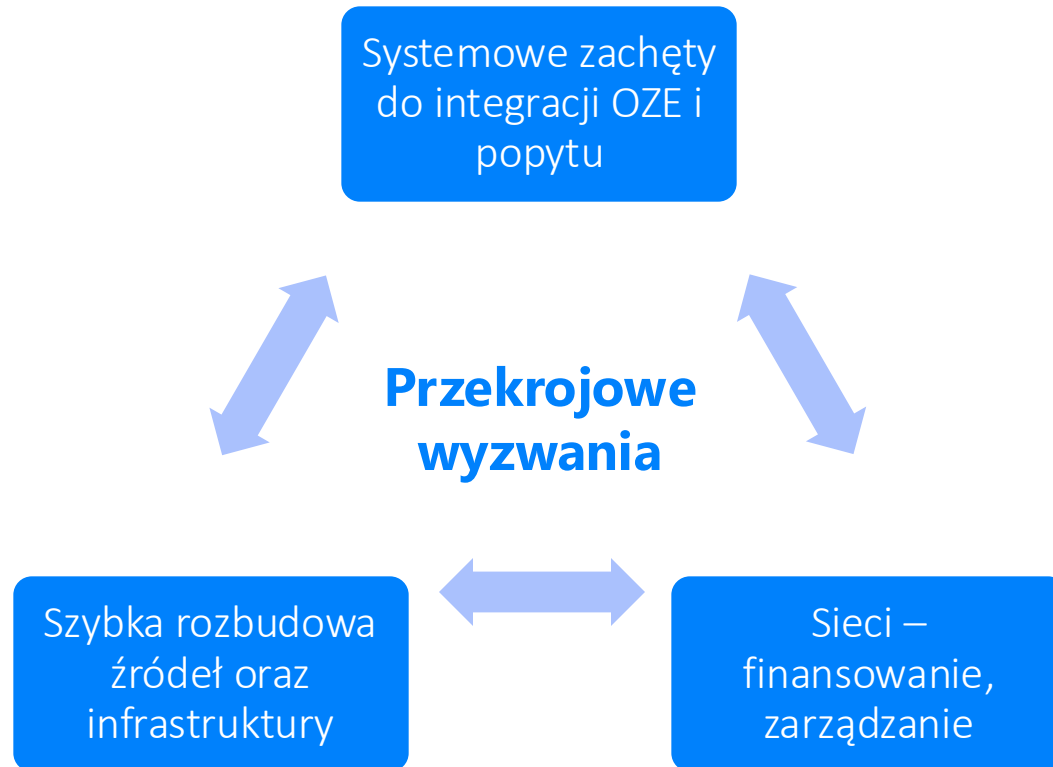 Systemowe zachęty
do integracji OZE i
popytu
Przekrojowe
wyzwania
Szybka rozbudowa
źródeł oraz
infrastruktury
Sieci –
finansowanie,
zarządzanie